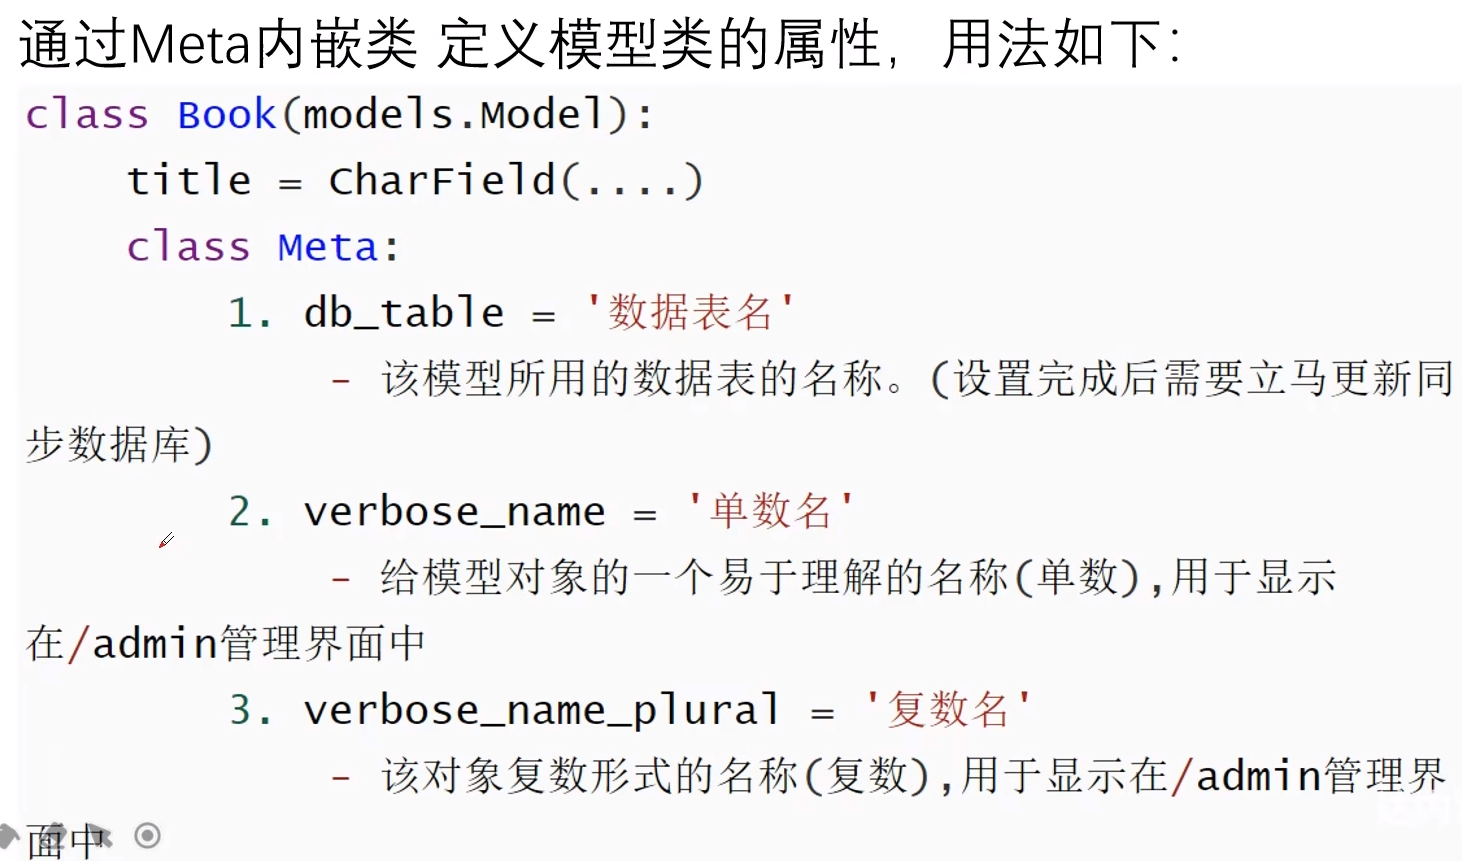 通过Meta内嵌类 定义模型类的属性，用法如下：
class Book(models.Model):
    title = CharField(....)
    class Meta:
        1. db_table = '数据表名'
            - 该模型所用的数据表的名称。(设置完成后需要立马更新同
步数据库)
        2. verbose_name = '单数名'
            - 给模型对象的一个易于理解的名称(单数),用于显示
在/admin管理界面中
        3. verbose_name_plural = '复数名'
            - 该对象复数形式的名称(复数),用于显示在/admin管理界
面中